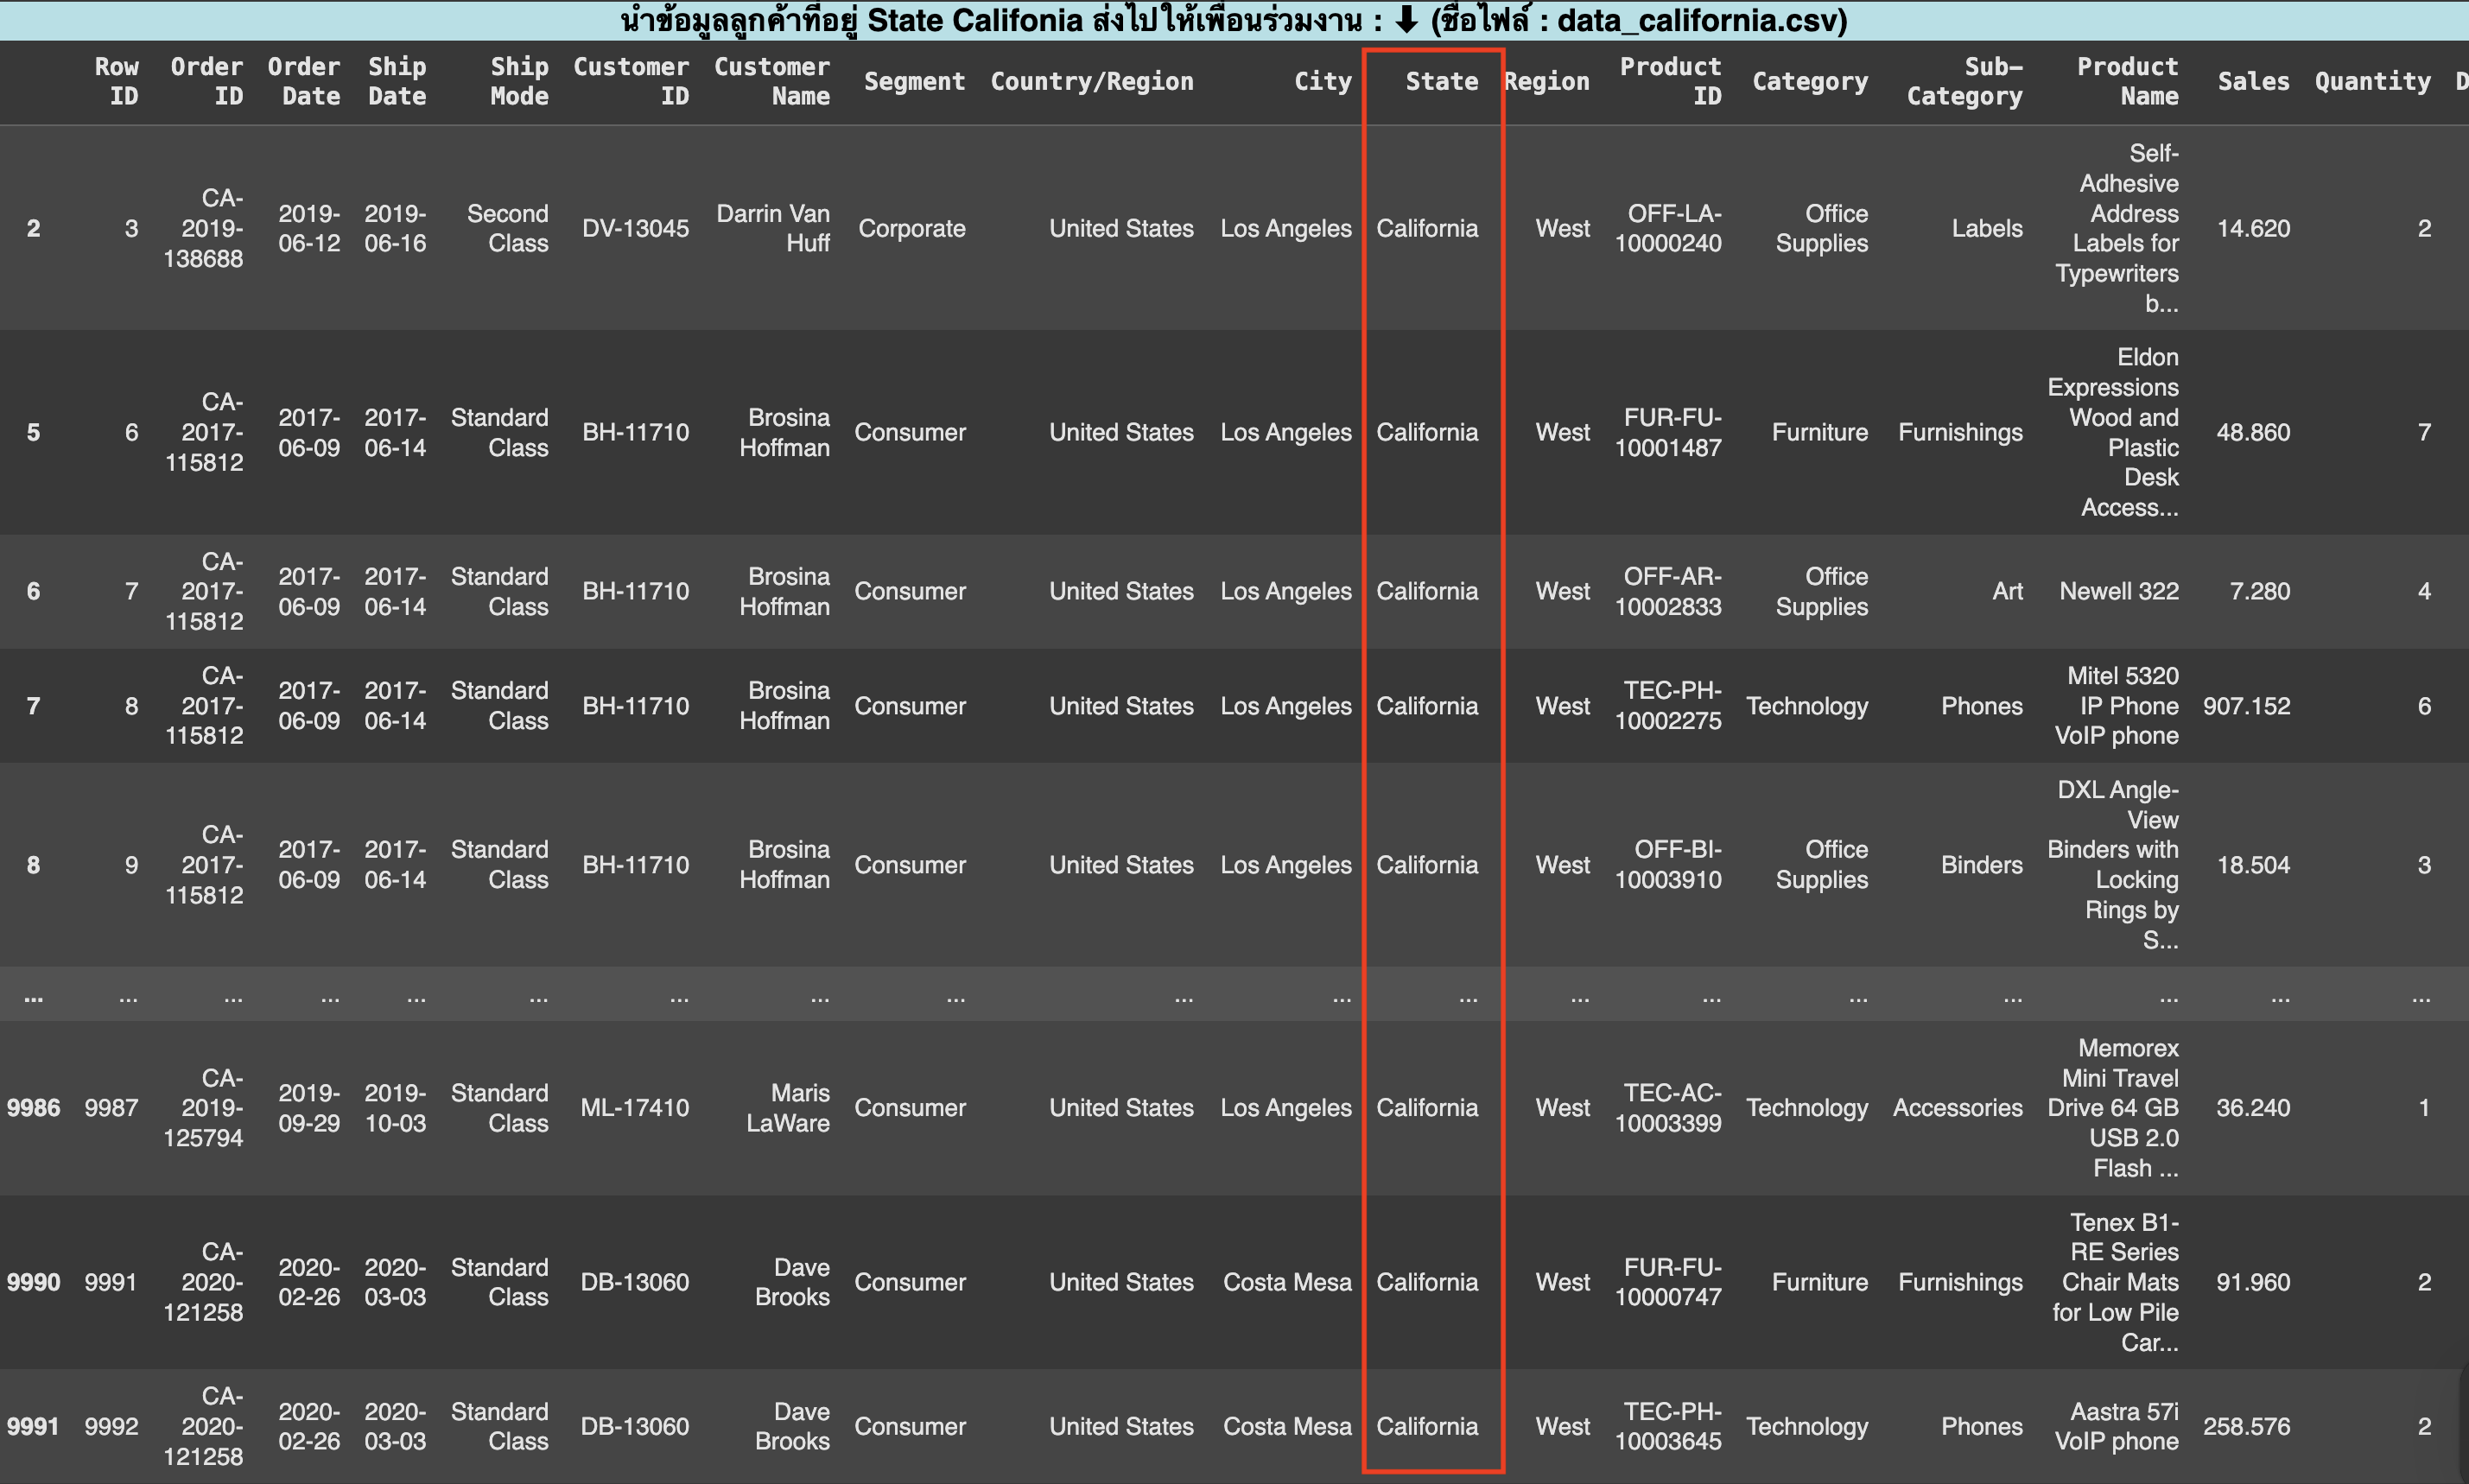 นำข้อมูลลูกค้าที่อยู่ State Califonia ส่งไปให้เพื่อนร่วมงาน : ⬇ (ชื่อไฟล์ : data_california.csv)
Row ID Order ID Order Date Ship Date Ship Mode Customer ID Customer Name Segment Country/Region City State Region Product ID Category Sub-Category Product Name Sales Quantity D
2 3 CA-2019-138688 2019-06-12 2019-06-16 Second Class DV-13045 Darrin Van Huff Corporate United States Los Angeles California West OFF-LA-10000240 Office Supplies Labels Self-Adhesive Address Labels for Typewriters b... 14.620 2
5 6 CA-2017-115812 2017-06-09 2017-06-14 Standard Class BH-11710 Brosina Hoffman Consumer United States Los Angeles California West FUR-FU-10001487 Furniture Furnishings Eldon Expressions Wood and Plastic Desk Access... 48.860 7
6 7 CA-2017-115812 2017-06-09 2017-06-14 Standard Class BH-11710 Brosina Hoffman Consumer United States Los Angeles California West OFF-AR-10002833 Office Supplies Art Newell 322 7.280 4
7 8 CA-2017-115812 2017-06-09 2017-06-14 Standard Class BH-11710 Brosina Hoffman Consumer United States Los Angeles California West TEC-PH-10002275 Technology Phones Mitel 5320 IP Phone VoIP phone 907.152 6
8 9 CA-2017-115812 2017-06-09 2017-06-14 Standard Class BH-11710 Brosina Hoffman Consumer United States Los Angeles California West OFF-BI-10003910 Office Supplies Binders DXL Angle-View Binders with Locking Rings by S... 18.504 3
... ... ... ... ... ... ... ... ... ... ... ... ... ... ... ... ... ... ...
9986 9987 CA-2019-125794 2019-09-29 2019-10-03 Standard Class ML-17410 Maris LaWare Consumer United States Los Angeles California West TEC-AC-10003399 Technology Accessories Memorex Mini Travel Drive 64 GB USB 2.0 Flash ... 36.240 1
9990 9991 CA-2020-121258 2020-02-26 2020-03-03 Standard Class DB-13060 Dave Brooks Consumer United States Costa Mesa California West FUR-FU-10000747 Furniture Furnishings Tenex B1-RE Series Chair Mats for Low Pile Car... 91.960 2
9991 9992 CA-2020-121258 2020-02-26 2020-03-03 Standard Class DB-13060 Dave Brooks Consumer United States Costa Mesa California West TEC-PH-10003645 Technology Phones Aastra 57i VoIP phone 258.576 2